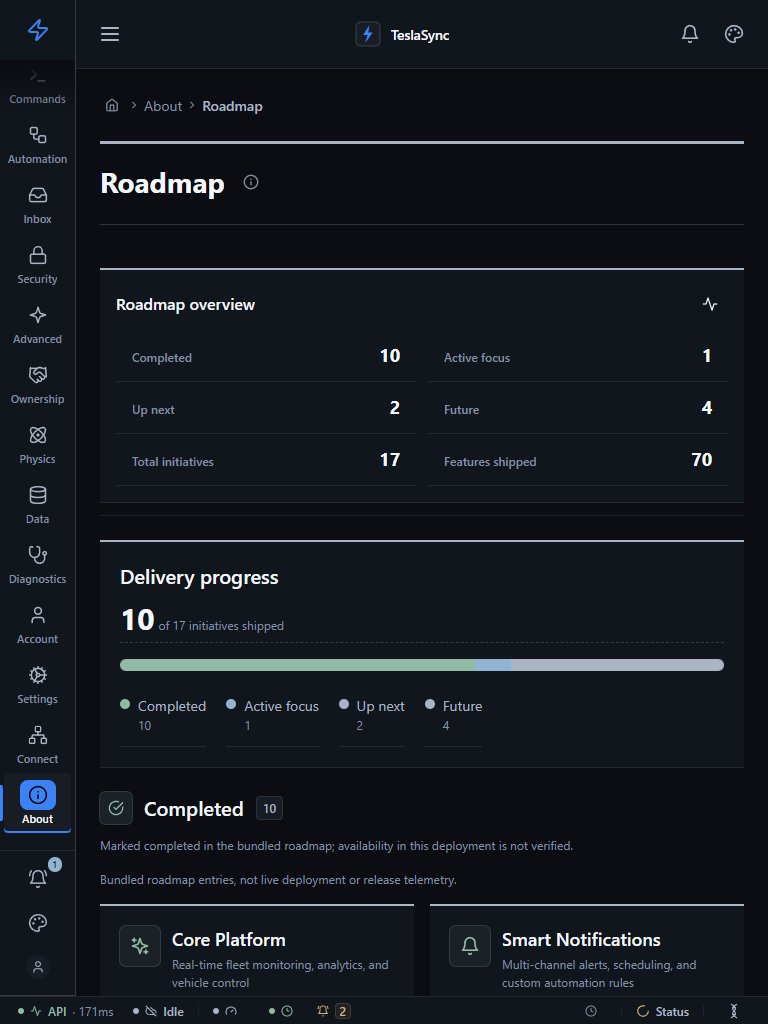 TeslaSync
Commands
Automation
Inbox
Security
Advanced
Ownership
Physics
Data
Diagnostics
Account
Settings
Connect
About
1
About
Roadmap
Roadmap
Roadmap overview
Completed 10
Active focus 1
Up next 2
Future 4
Total initiatives 17
Features shipped 70
Delivery progress
10 of 17 initiatives shipped
Completed
10
Active focus
1
Up next
2
Future
4
Completed 10
Marked completed in the bundled roadmap; availability in this deployment is not verified.
Bundled roadmap entries, not live deployment or release telemetry.
Core Platform
Real-time fleet monitoring, analytics, and
vehicle control
Smart Notifications
Multi-channel alerts, scheduling, and
custom automation rules
API · 171ms
Idle
2
Status